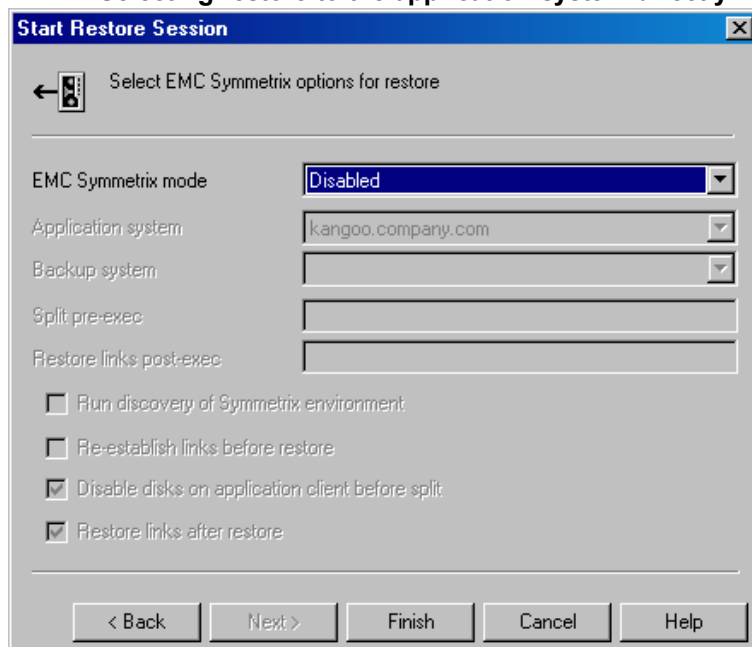 Start Restore Session
Select EMC Symmetrix options for restore
EMC Symmetrix mode
Disabled
Application system
kangoo.company.com
Backup system
Split pre-exec
Restore links post-exec
Run discovery of Symmetrix environment
Re-establish links before restore
Disable disks on application client before split
Restore links after restore
< Back
Next >
Finish
Cancel
Help